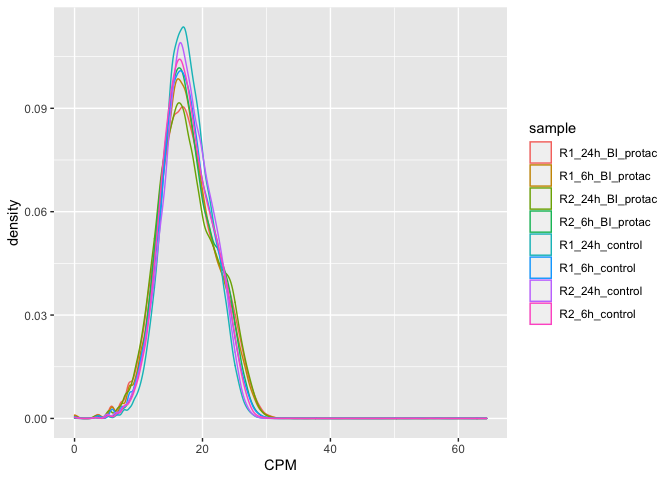 density
0.09
0.06
0.03
0.00
0
20
40
60
CPM
sample
R1_24h_BI_protac
R1_6h_BI_protac
R2_24h_BI_protac
R2_6h_BI_protac
R1_24h_control
R1_6h_control
R2_24h_control
R2_6h_control